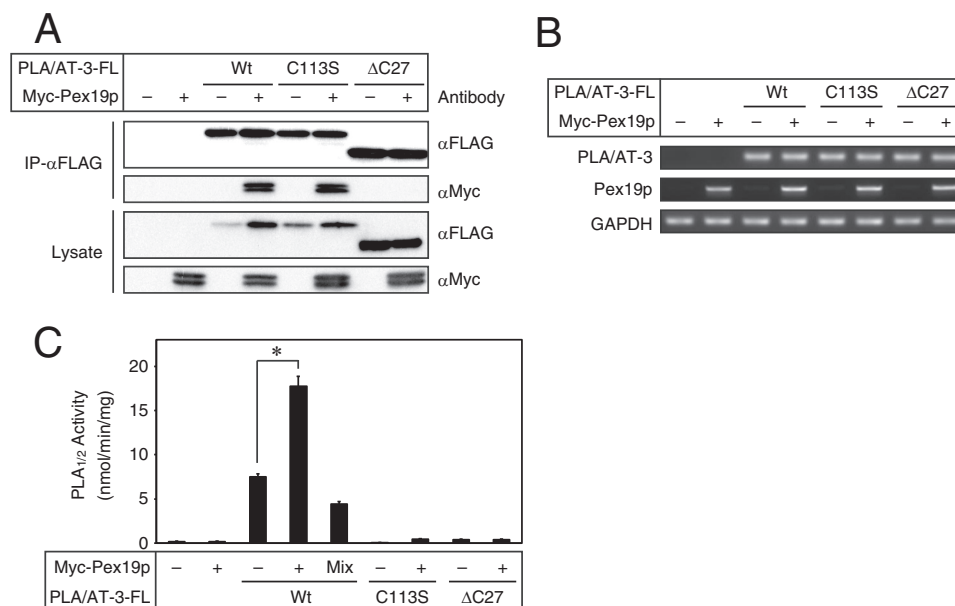 A
PLA/AT-3-FL Wt C113S ΔC27
Myc-Pex19p – + – + – + – + Antibody
IP-αFLAG
αFLAG
αMyc
Lysate
αFLAG
αMyc
B
PLA/AT-3-FL Wt C113S ΔC27
Myc-Pex19p – + – + – + – +
PLA/AT-3
Pex19p
GAPDH
C
PLA1/2 Activity
(nmol/min/mg)
20
15
10
5
0
*
Myc-Pex19p – + – + Mix – + – +
PLA/AT-3-FL Wt C113S ΔC27